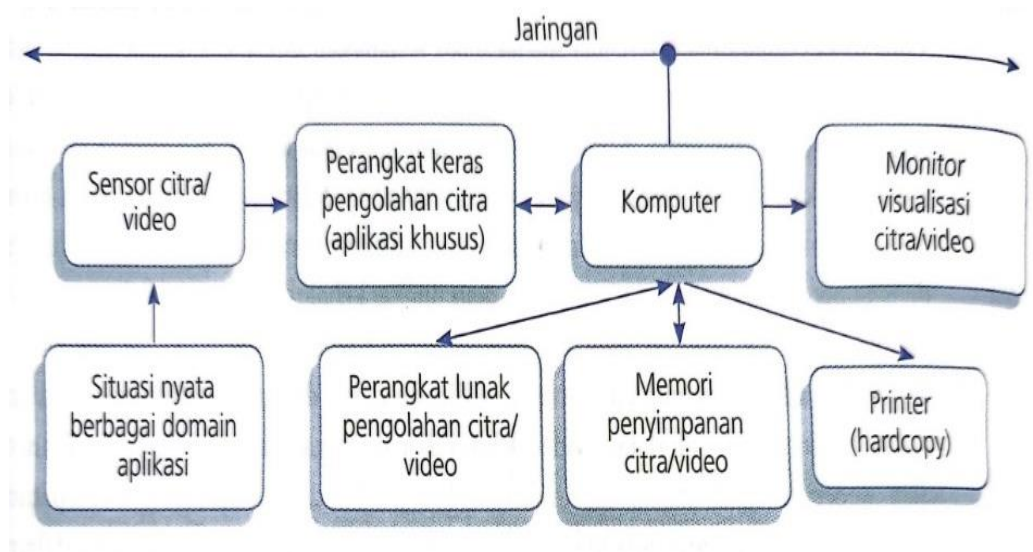 Jaringan
Sensor citra/
video
Perangkat keras
pengolahan citra
(aplikasi khusus)
Komputer
Monitor
visualisasi
citra/video
Situasi nyata
berbagai domain
aplikasi
Perangkat lunak
pengolahan citra/
video
Memori
penyimpanan
citra/video
Printer
(hardcopy)